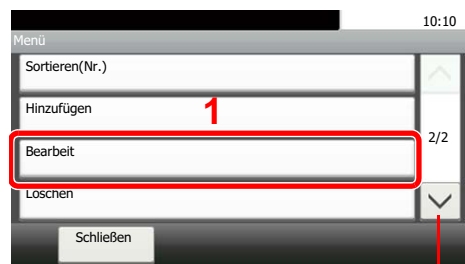 10:10
Menü
Sortieren(Nr.)
Hinzufügen
1
2/2
Bearbeit
Löschen
Schließen